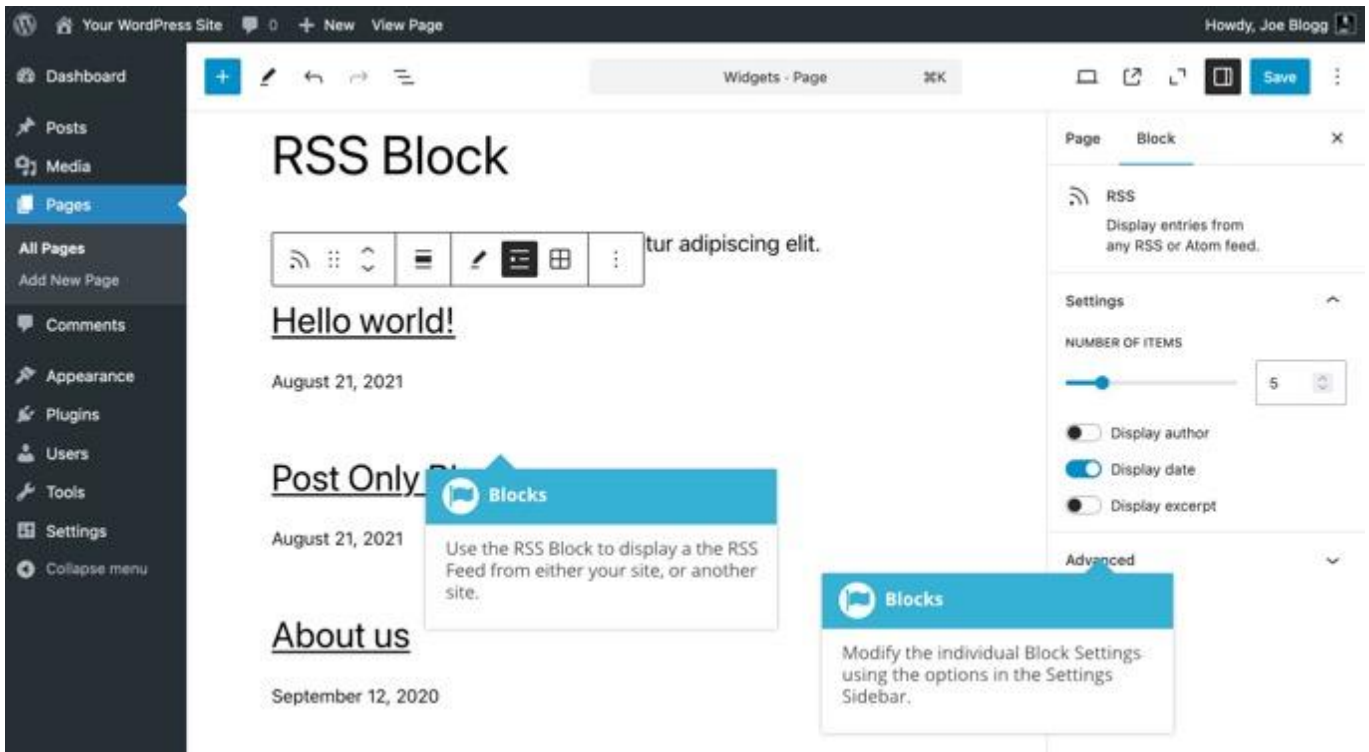 Your WordPress Site 0 + New View Page Howdy, Joe Blogg
Dashboard
Posts
Media
Pages
All Pages
Add New Page
Comments
Appearance
Plugins
Users
Tools
Settings
Collapse menu
Widgets · Page ⌘K
Save
RSS Block
tur adipiscing elit.
Hello world!
August 21, 2021
Post Only
August 21, 2021
About us
September 12, 2020
Blocks
Use the RSS Block to display a the RSS
Feed from either your site, or another
site.
Page Block
RSS
Display entries from
any RSS or Atom feed.
Settings
NUMBER OF ITEMS
5
Display author
Display date
Display excerpt
Advanced
Blocks
Modify the individual Block Settings
using the options in the Settings
Sidebar.